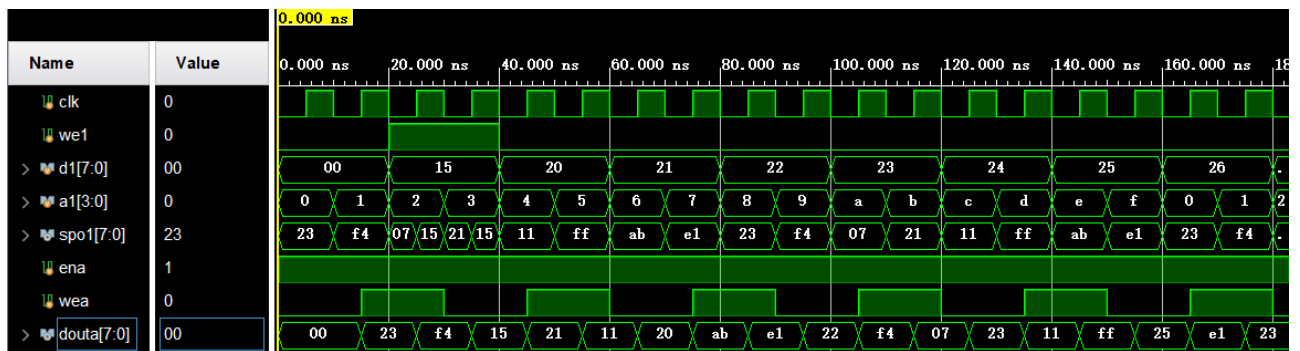 0.000 ns
Name Value 0.000 ns 20.000 ns 40.000 ns 60.000 ns 80.000 ns 100.000 ns 120.000 ns 140.000 ns 160.000 ns 18
clk 0
we1 0
> d1[7:0] 00 00 15 20 21 22 23 24 25 26 .
> a1[3:0] 0 0 1 2 3 4 5 6 7 8 9 a b c d e f 0 1 2
> spo1[7:0] 23 23 f4 07 15 21 15 11 ff ab e1 23 f4 07 21 11 ff ab e1 23 f4 .
ena 1
wea 0
> douta[7:0] 00 00 23 f4 15 21 11 20 ab e1 22 f4 07 23 11 ff 25 e1 23